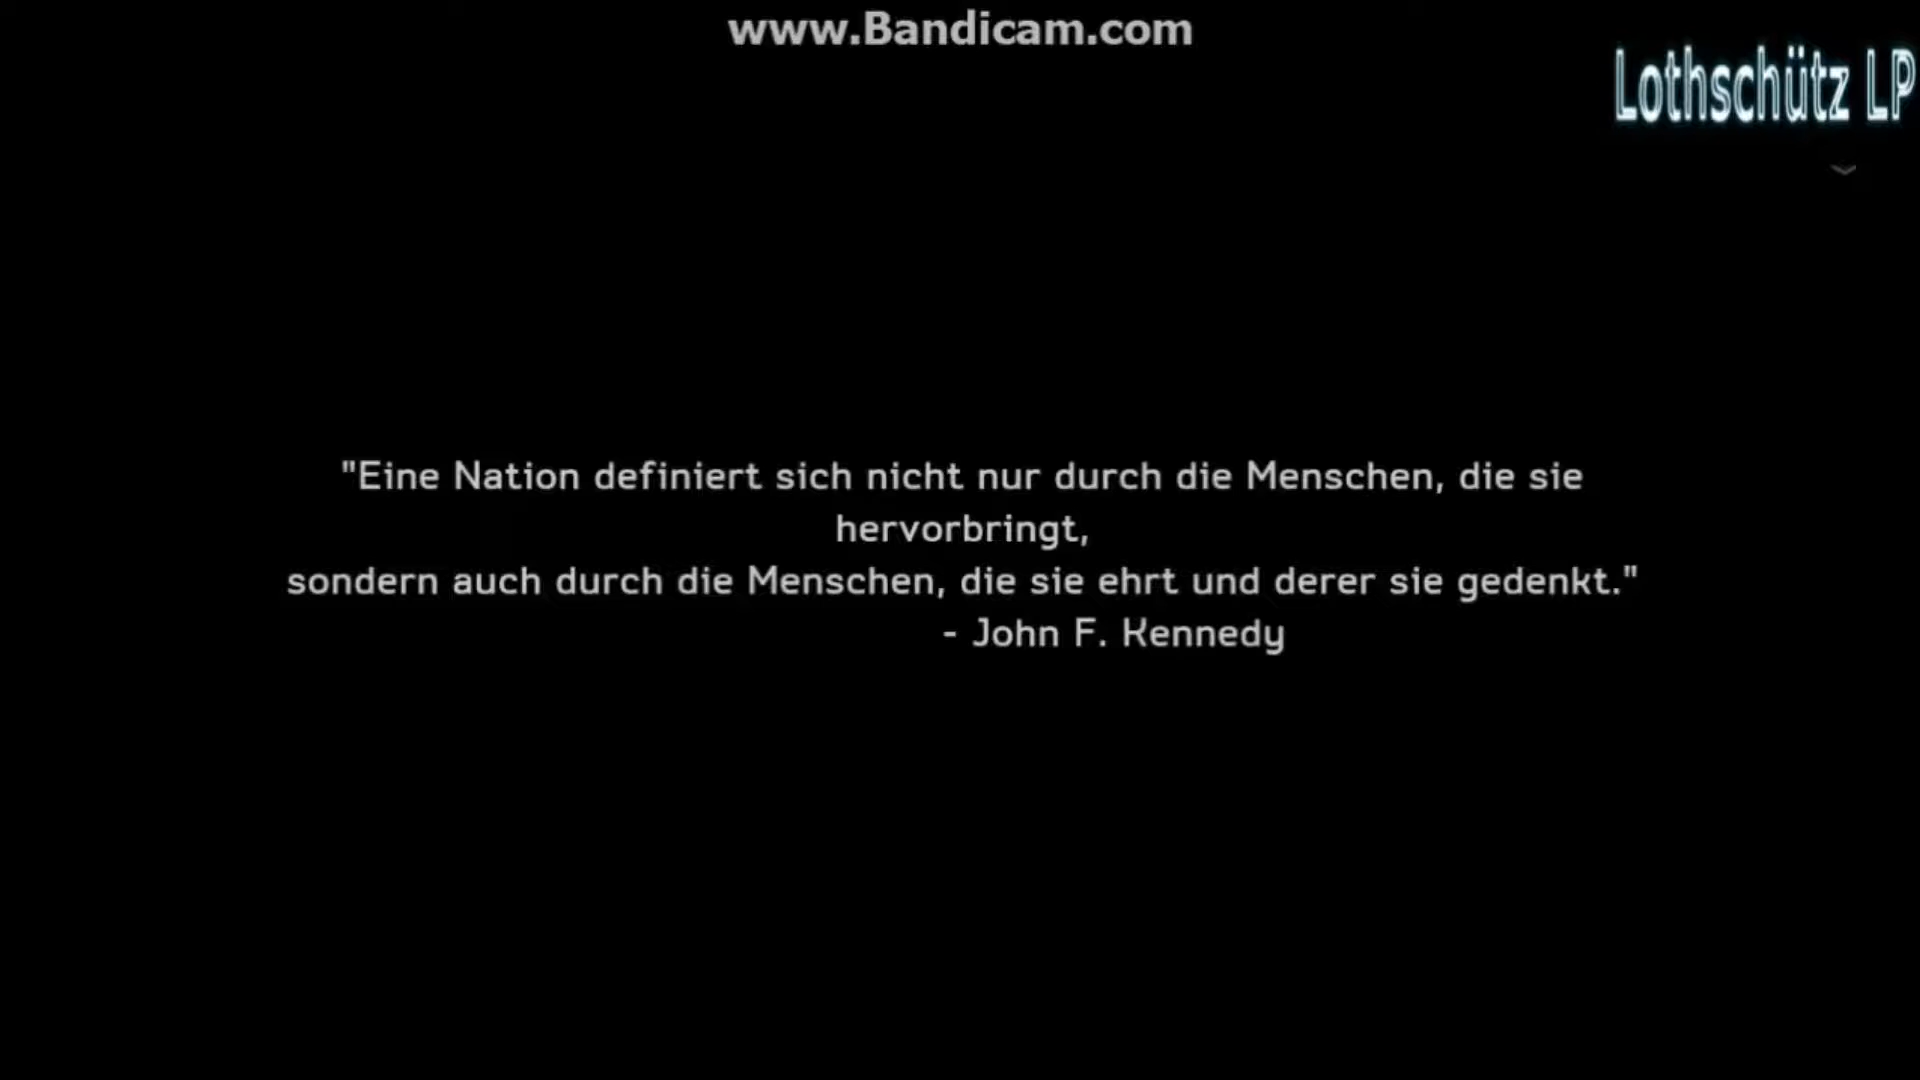 www.Bandicam.com
Lothschütz LP
"Eine Nation definiert sich nicht nur durch die Menschen, die sie
hervorbringt,
sondern auch durch die Menschen, die sie ehrt und derer sie gedenkt."
- John F. Kennedy